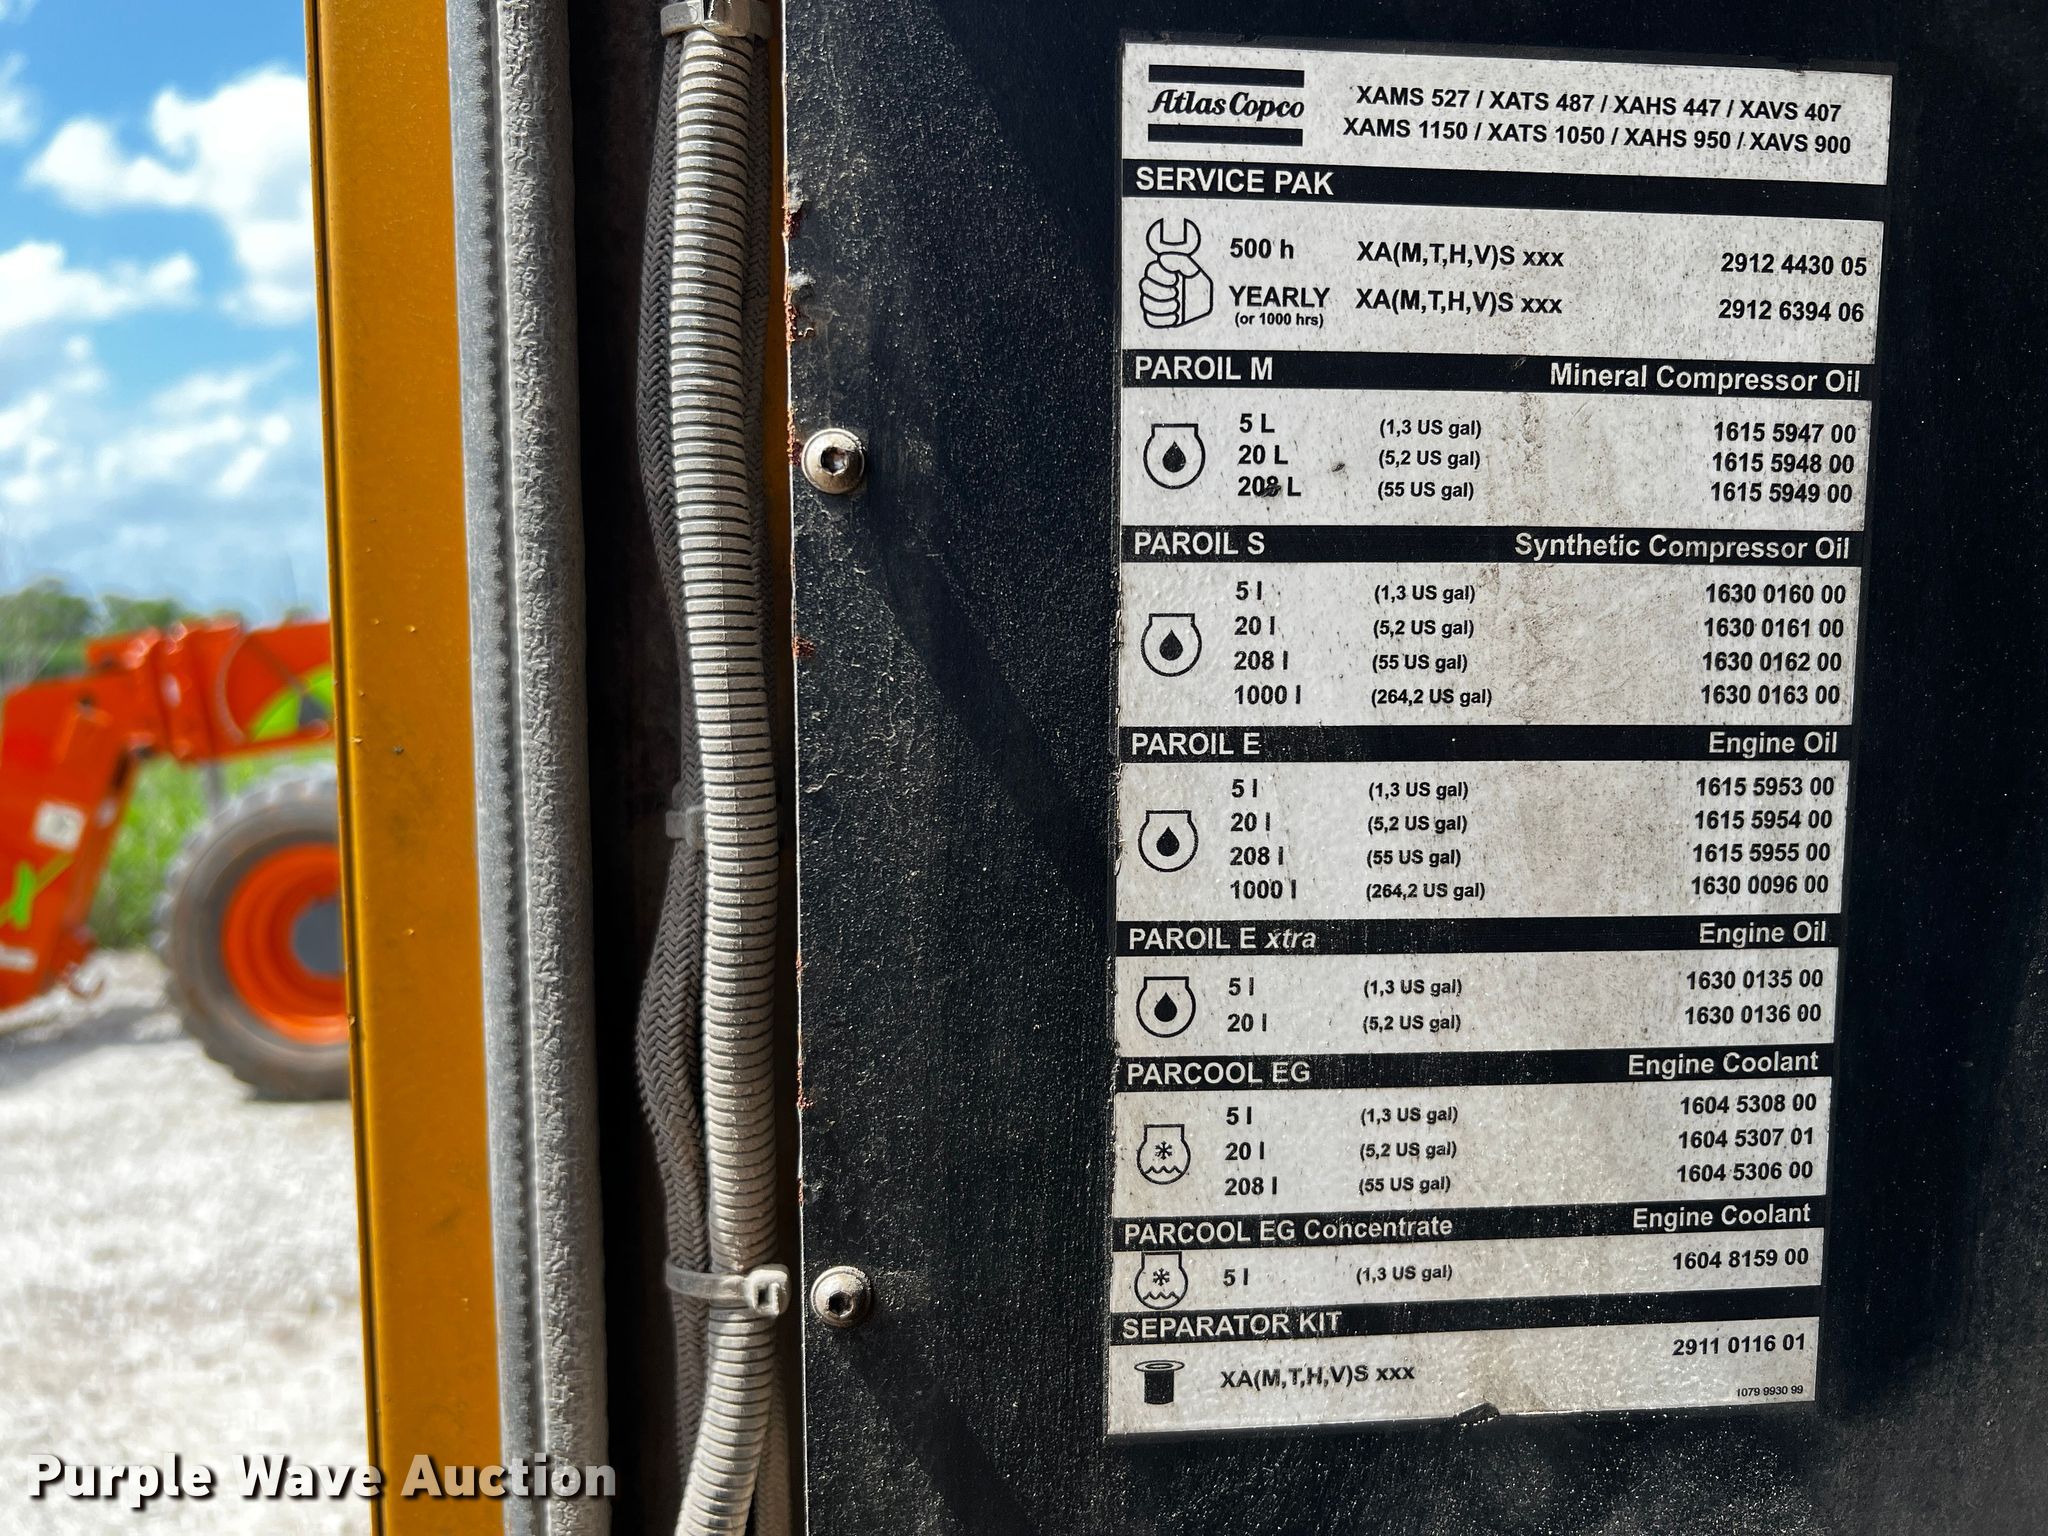 Atlas Copco
XAMS 527 / XATS 487 / XAHS 447 / XAVS 407
XAMS 1150 / XATS 1050 / XAHS 950 / XAVS 900
SERVICE PAK
500 h XA(M,T,H,V)S xxx 2912 4430 05
YEARLY XA(M,T,H,V)S xxx 2912 6394 06
(or 1000 hrs)
PAROIL M Mineral Compressor Oil
5 L (1,3 US gal) 1615 5947 00
20 L (5,2 US gal) 1615 5948 00
208 L (55 US gal) 1615 5949 00
PAROIL S Synthetic Compressor Oil
5 l (1,3 US gal) 1630 0160 00
20 l (5,2 US gal) 1630 0161 00
208 l (55 US gal) 1630 0162 00
1000 l (264,2 US gal) 1630 0163 00
PAROIL E Engine Oil
5 l (1,3 US gal) 1615 5953 00
20 l (5,2 US gal) 1615 5954 00
208 l (55 US gal) 1615 5955 00
1000 l (264,2 US gal) 1630 0096 00
PAROIL E xtra Engine Oil
5 l (1,3 US gal) 1630 0135 00
20 l (5,2 US gal) 1630 0136 00
PARCOOL EG Engine Coolant
5 l (1,3 US gal) 1604 5308 00
20 l (5,2 US gal) 1604 5307 01
208 l (55 US gal) 1604 5306 00
PARCOOL EG Concentrate Engine Coolant
5 l (1,3 US gal) 1604 8159 00
SEPARATOR KIT
XA(M,T,H,V)S xxx 2911 0116 01
1079 9930 99
Purple Wave Auction